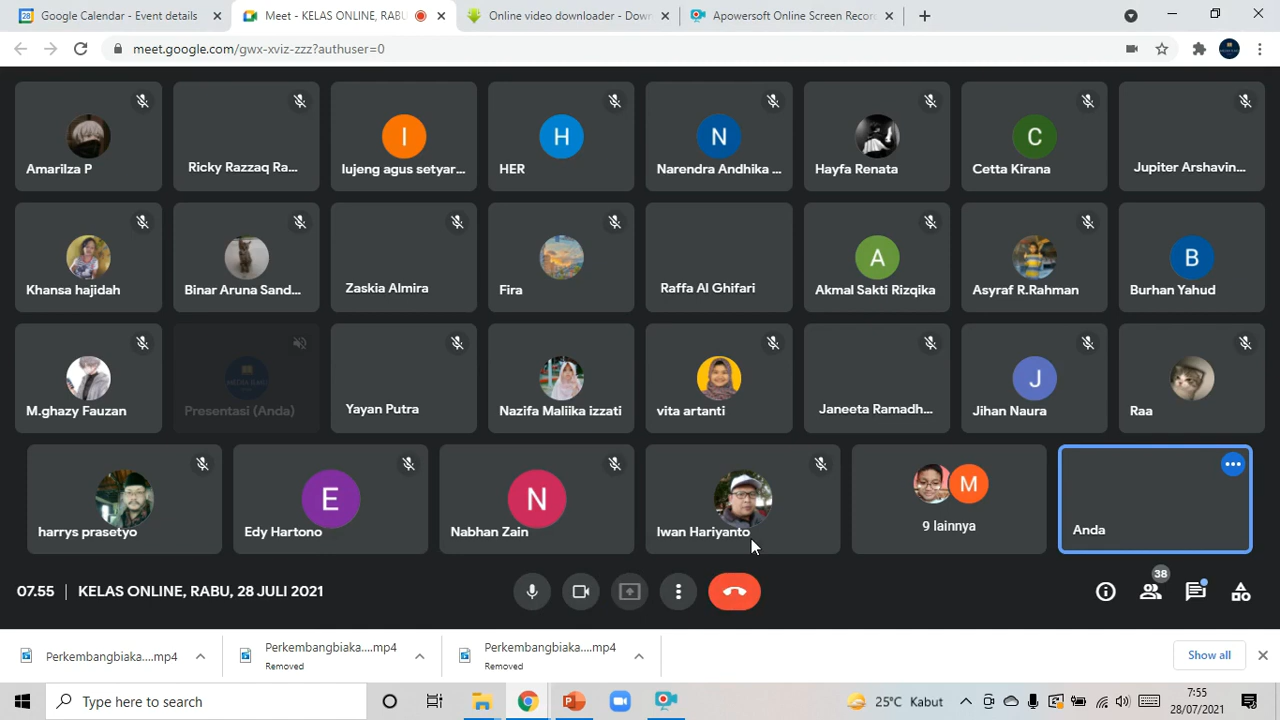 Google Calendar - Event details
Meet - KELAS ONLINE, RABU,
Online video downloader - Down
Apowersoft Online Screen Record
meet.google.com/gwx-xviz-zzz?authuser=0
Amarilza P
Ricky Razzaq Ra...
I
lujeng agus setyar...
H
HER
N
Narendra Andhika ...
Hayfa Renata
C
Cetta Kirana
Jupiter Arshavin...
Khansa hajidah
Binar Aruna Sand...
Zaskia Almira
Fira
Raffa Al Ghifari
A
Akmal Sakti Rizqika
Asyraf R.Rahman
B
Burhan Yahud
M.ghazy Fauzan
Presentasi (Anda)
Yayan Putra
Nazifa Maliika izzati
vita artanti
Janeeta Ramadh...
J
Jihan Naura
Raa
harrys prasetyo
E
Edy Hartono
N
Nabhan Zain
Iwan Hariyanto
M
9 lainnya
Anda
07.55 | KELAS ONLINE, RABU, 28 JULI 2021
38
Perkembangbiaka....mp4
Perkembangbiaka....mp4
Removed
Perkembangbiaka....mp4
Removed
Show all
Type here to search
25°C Kabut
7:55
28/07/2021